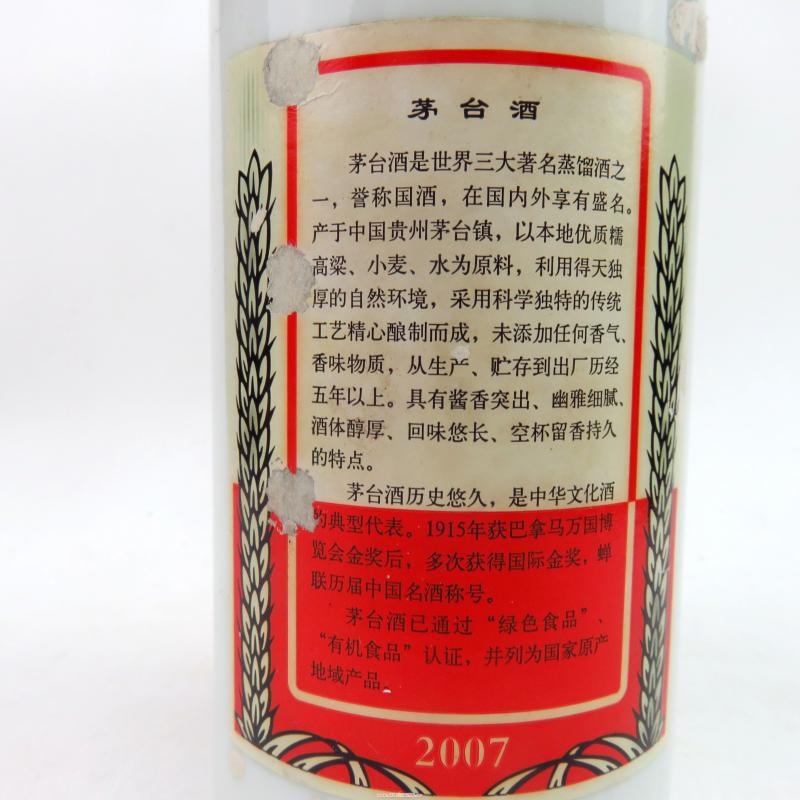 茅台酒
茅台酒是世界三大著名蒸馏酒之
一，誉称国酒，在国内外享有盛名。
产于中国贵州茅台镇，以本地优质糯
高粱、小麦、水为原料，利用得天独
厚的自然环境，采用科学独特的传统
工艺精心酿制而成，未添加任何香气、
香味物质，从生产、贮存到出厂历经
五年以上。具有酱香突出、幽雅细腻、
酒体醇厚、回味悠长、空杯留香持久
的特点。
茅台酒历史悠久，是中华文化酒
的典型代表。1915年获巴拿马万国博
览会金奖后，多次获得国际金奖，蝉
联历届中国名酒称号。
茅台酒已通过“绿色食品”、
“有机食品”认证，并列为国家原产
地域产品。
2007